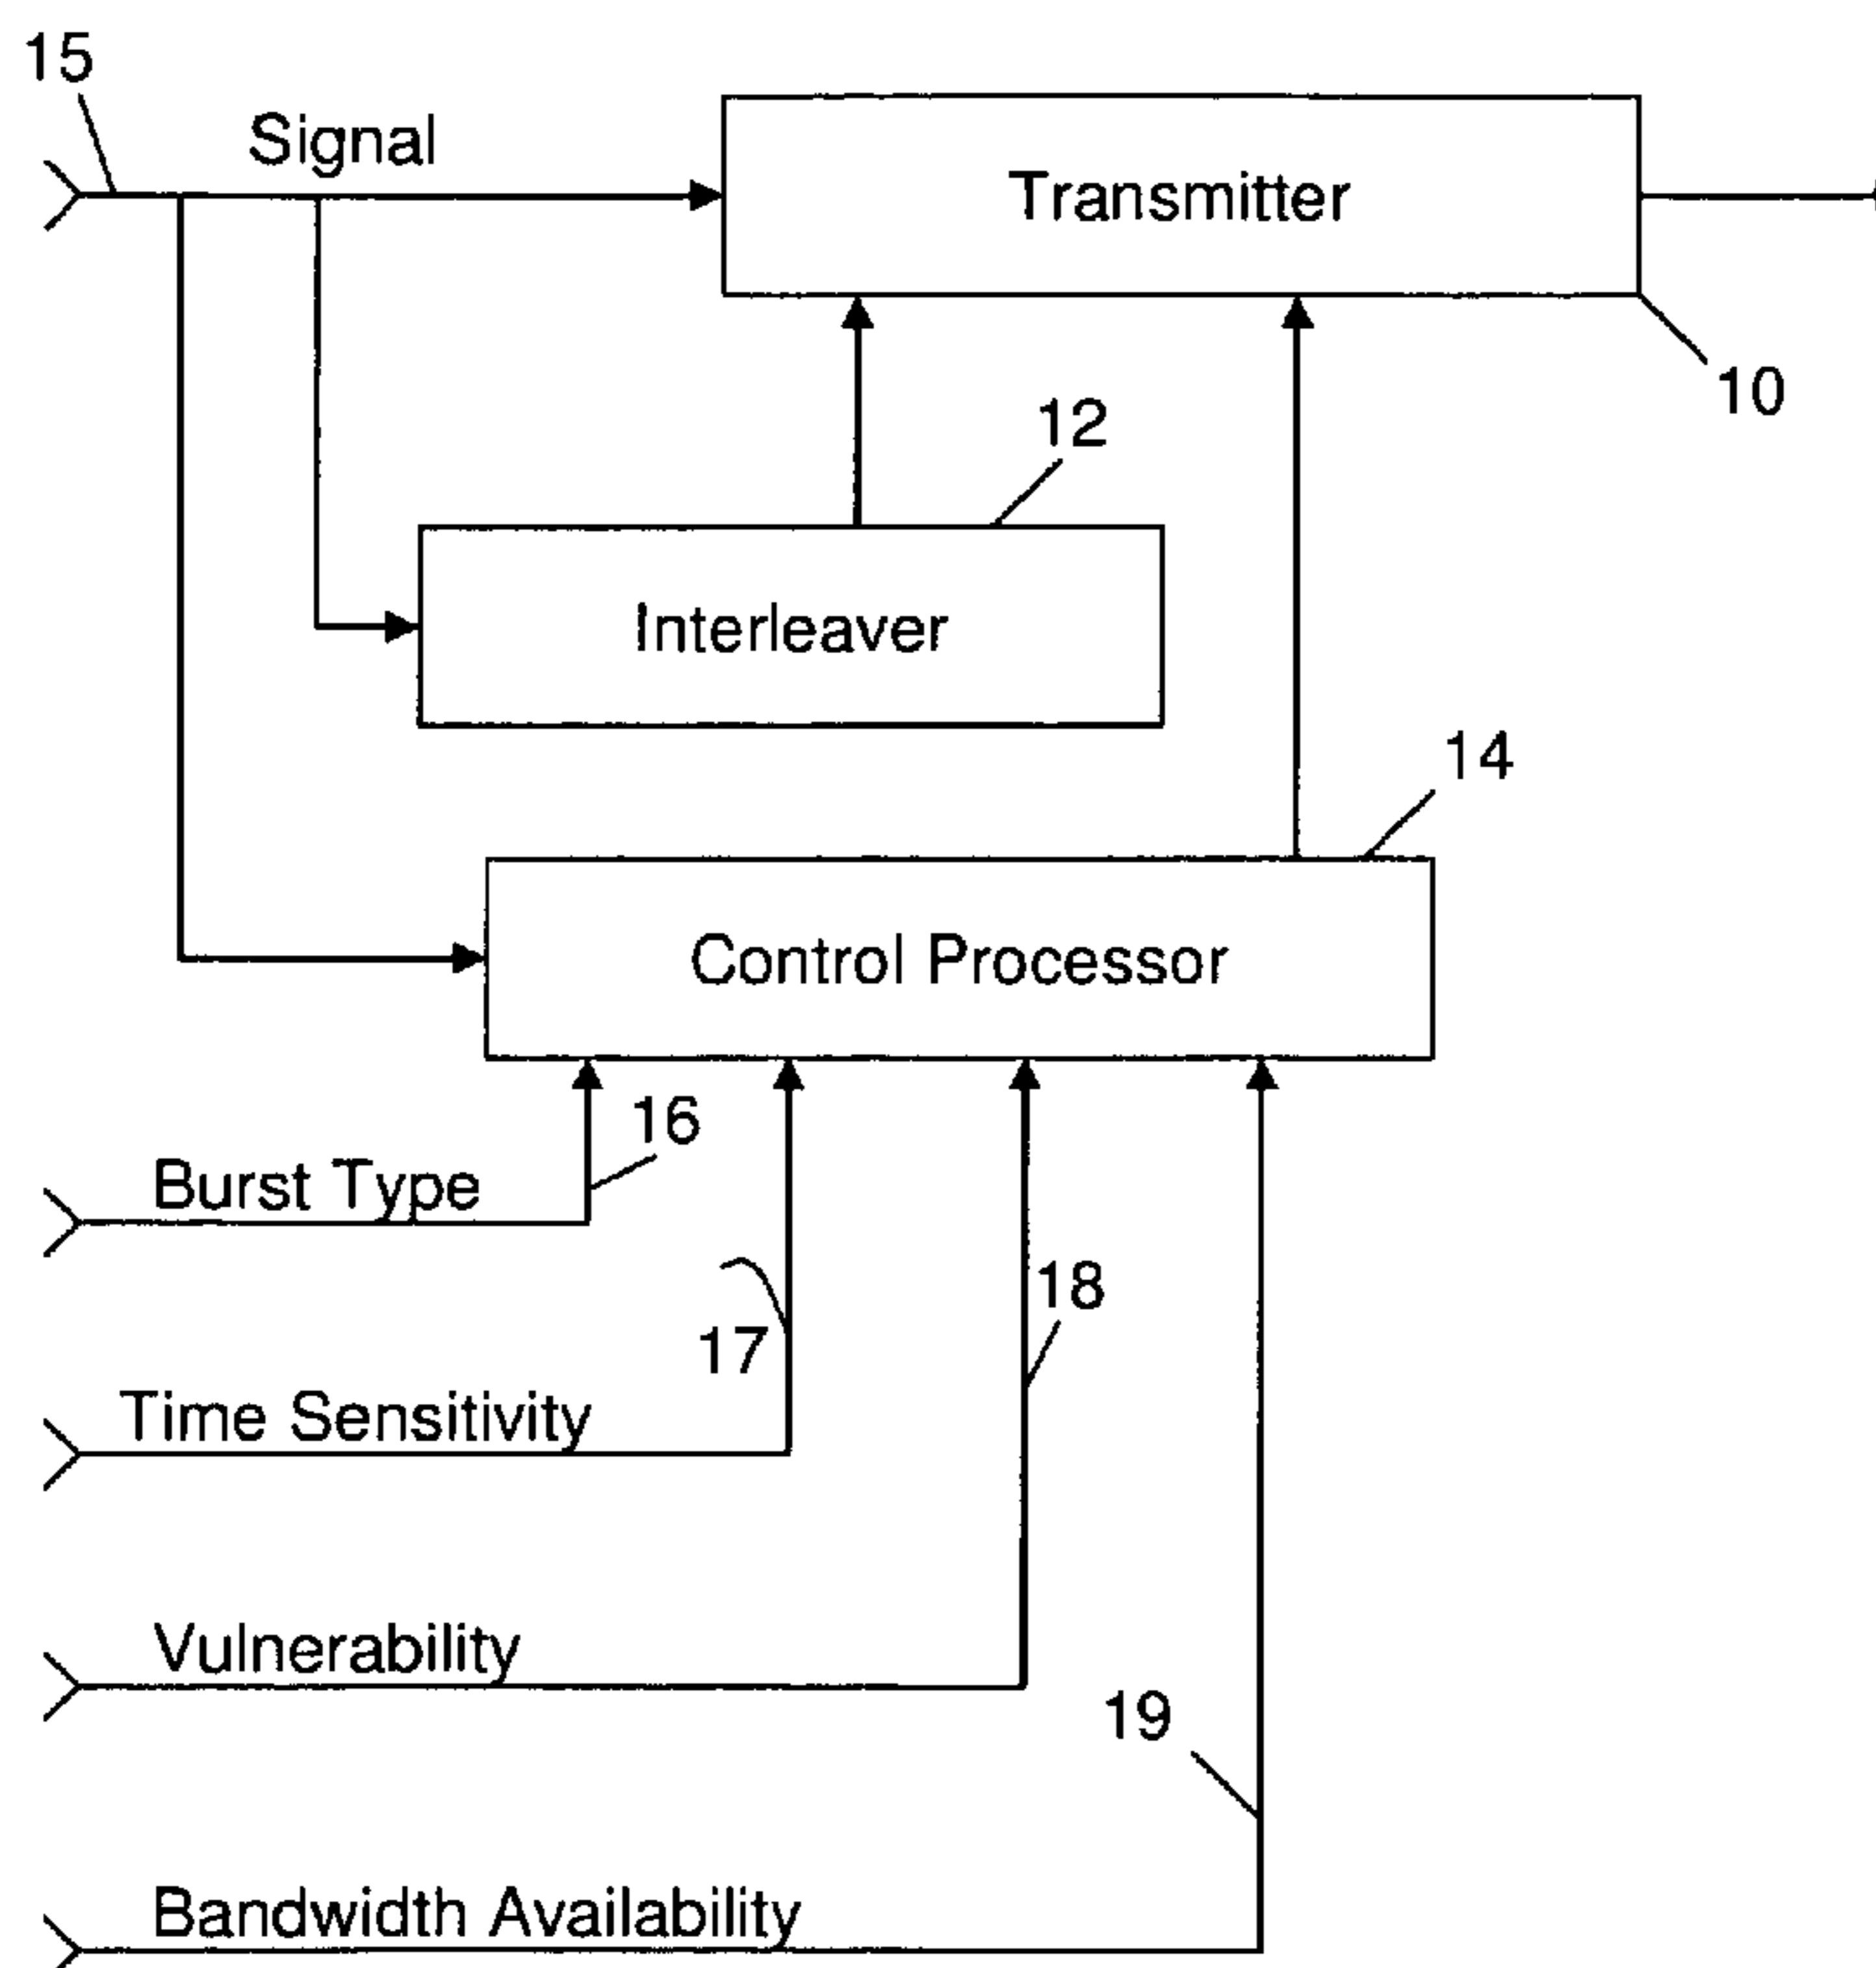 15
Signal
Transmitter
10
12
Interleaver
14
Control Processor
16
Burst Type
18
17
Time Sensitivity
Vulnerability
19
Bandwidth Availability